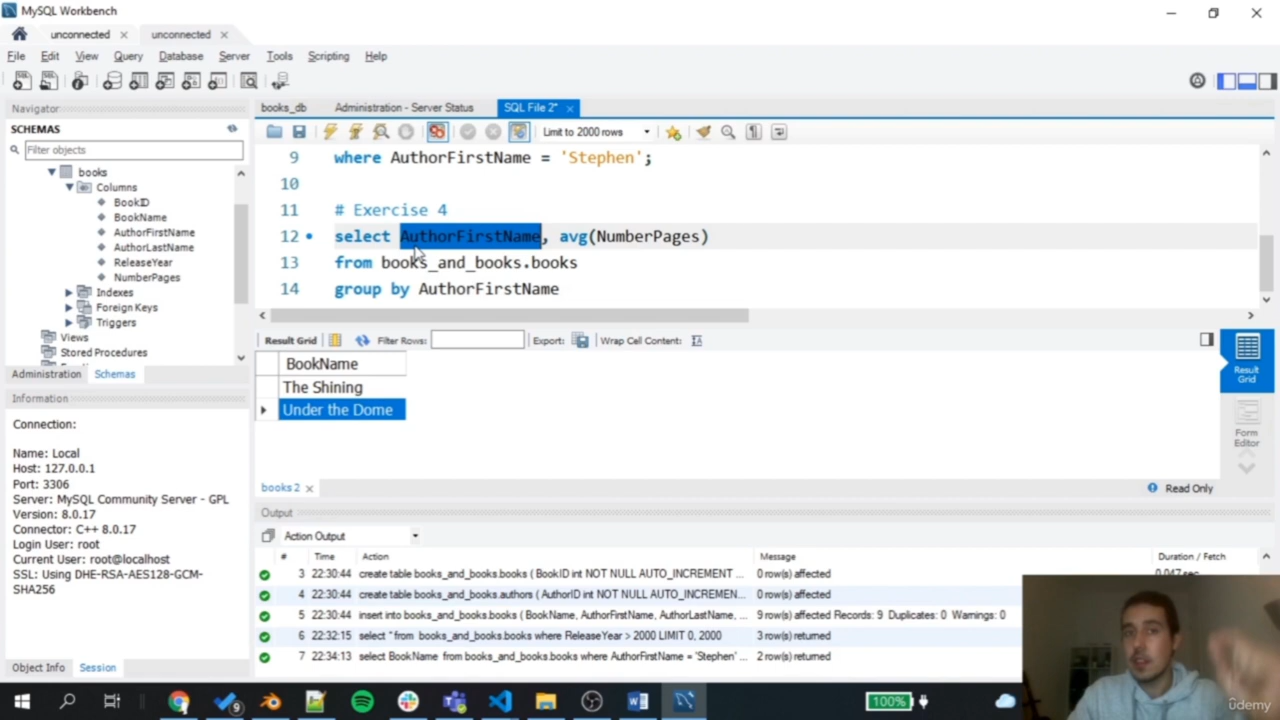 MySQL Workbench
unconnected
unconnected
File Edit View Query Database Server Tools Scripting Help
Navigator
books_db
Administration - Server Status
SQL File 2*
SCHEMAS
Filter objects
Limit to 2000 rows
books
Columns
BookID
BookName
AuthorFirstName
AuthorLastName
ReleaseYear
NumberPages
Indexes
Foreign Keys
Triggers
Views
Stored Procedures
Administration Schemas
9 where AuthorFirstName = 'Stephen';
10
11 # Exercise 4
12 select AuthorFirstName, avg(NumberPages)
13 from books_and_books.books
14 group by AuthorFirstName
Result Grid Filter Rows: Export: Wrap Cell Content: IA
BookName
The Shining
Under the Dome
Result
Grid
Form
Editor
books 2
Read Only
Information
Connection:
Name: Local
Host: 127.0.0.1
Port: 3306
Server: MySQL Community Server - GPL
Version: 8.0.17
Connector: C++ 8.0.17
Login User: root
Current User: root@localhost
SSL: Using DHE-RSA-AES128-GCM-
SHA256
Object Info Session
Output
Action Output
# Time Action Message Duration / Fetch
3 22:30:44 create table books_and_books.books ( BookID int NOT NULL AUTO_INCREMENT ... 0 row(s) affected 0.047 sec
4 22:30:44 create table books_and_books.authors ( AuthorID int NOT NULL AUTO_INCREMEN... 0 row(s) affected
5 22:30:44 insert into books_and_books.books ( BookName, AuthorFirstName, AuthorLastName, ... 9 row(s) affected Records: 9 Duplicates: 0 Warnings: 0
6 22:32:15 select * from books_and_books.books where ReleaseYear > 2000 LIMIT 0, 2000 3 row(s) returned
7 22:34:13 select BookName from books_and_books.books where AuthorFirstName = 'Stephen' ... 2 row(s) returned
9
100%
ûdemy